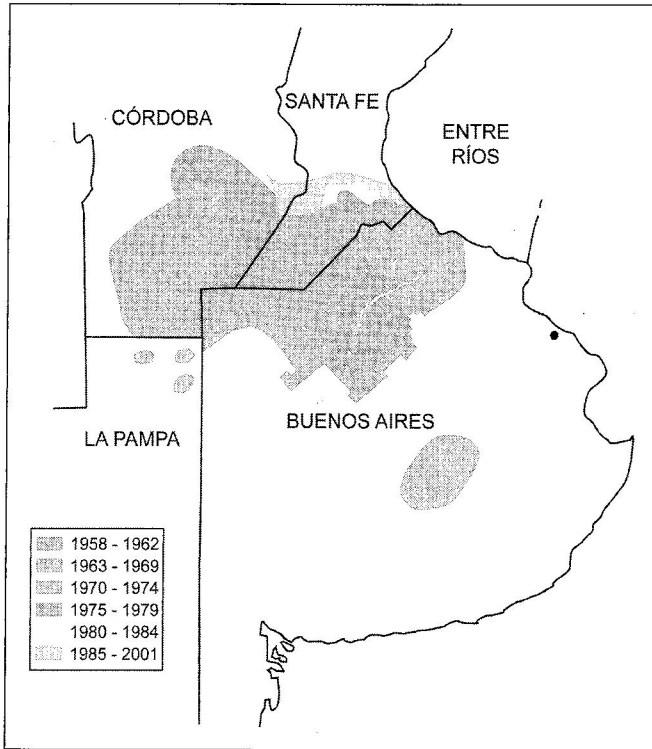 CÓRDOBA
SANTA FE
ENTRE
RÍOS
LA PAMPA
BUENOS AIRES
1958 - 1962
1963 - 1969
1970 - 1974
1975 - 1979
1980 - 1984
1985 - 2001